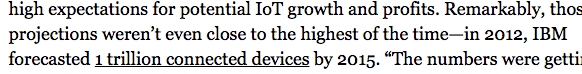 high expectations for potential IoT growth and profits. Remarkably, thos
projections weren’t even close to the highest of the time—in 2012, IBM
forecasted 1 trillion connected devices by 2015. “The numbers were getti